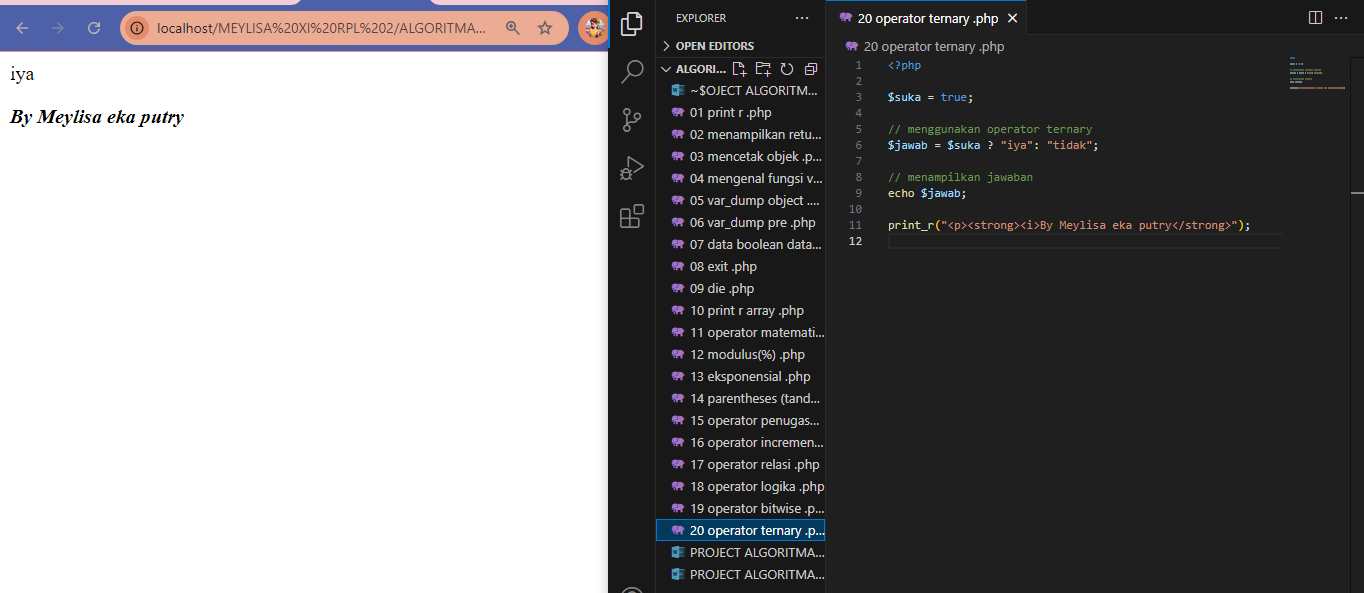 localhost/MEYLISA%20XI%20RPL%202/ALGORITMA...
iya
By Meylisa eka putry
EXPLORER
OPEN EDITORS
ALGORI...
~$OJECT ALGORITM...
01 print r .php
02 menampilkan retu...
03 mencetak objek .p...
04 mengenal fungsi v...
05 var_dump object ....
06 var_dump pre .php
07 data boolean data...
08 exit .php
09 die .php
10 print r array .php
11 operator matemati...
12 modulus(%) .php
13 eksponensial .php
14 parentheses (tand...
15 operator penugas...
16 operator incremen...
17 operator relasi .php
18 operator logika .php
19 operator bitwise .p...
20 operator ternary .p...
PROJECT ALGORITMA...
PROJECT ALGORITMA...
20 operator ternary .php
20 operator ternary .php
1 <?php
2
3 $suka = true;
4
5 // menggunakan operator ternary
6 $jawab = $suka ? "iya": "tidak";
7
8 // menampilkan jawaban
9 echo $jawab;
10
11 print_r("<p><strong><i>By Meylisa eka putry</strong>");
12